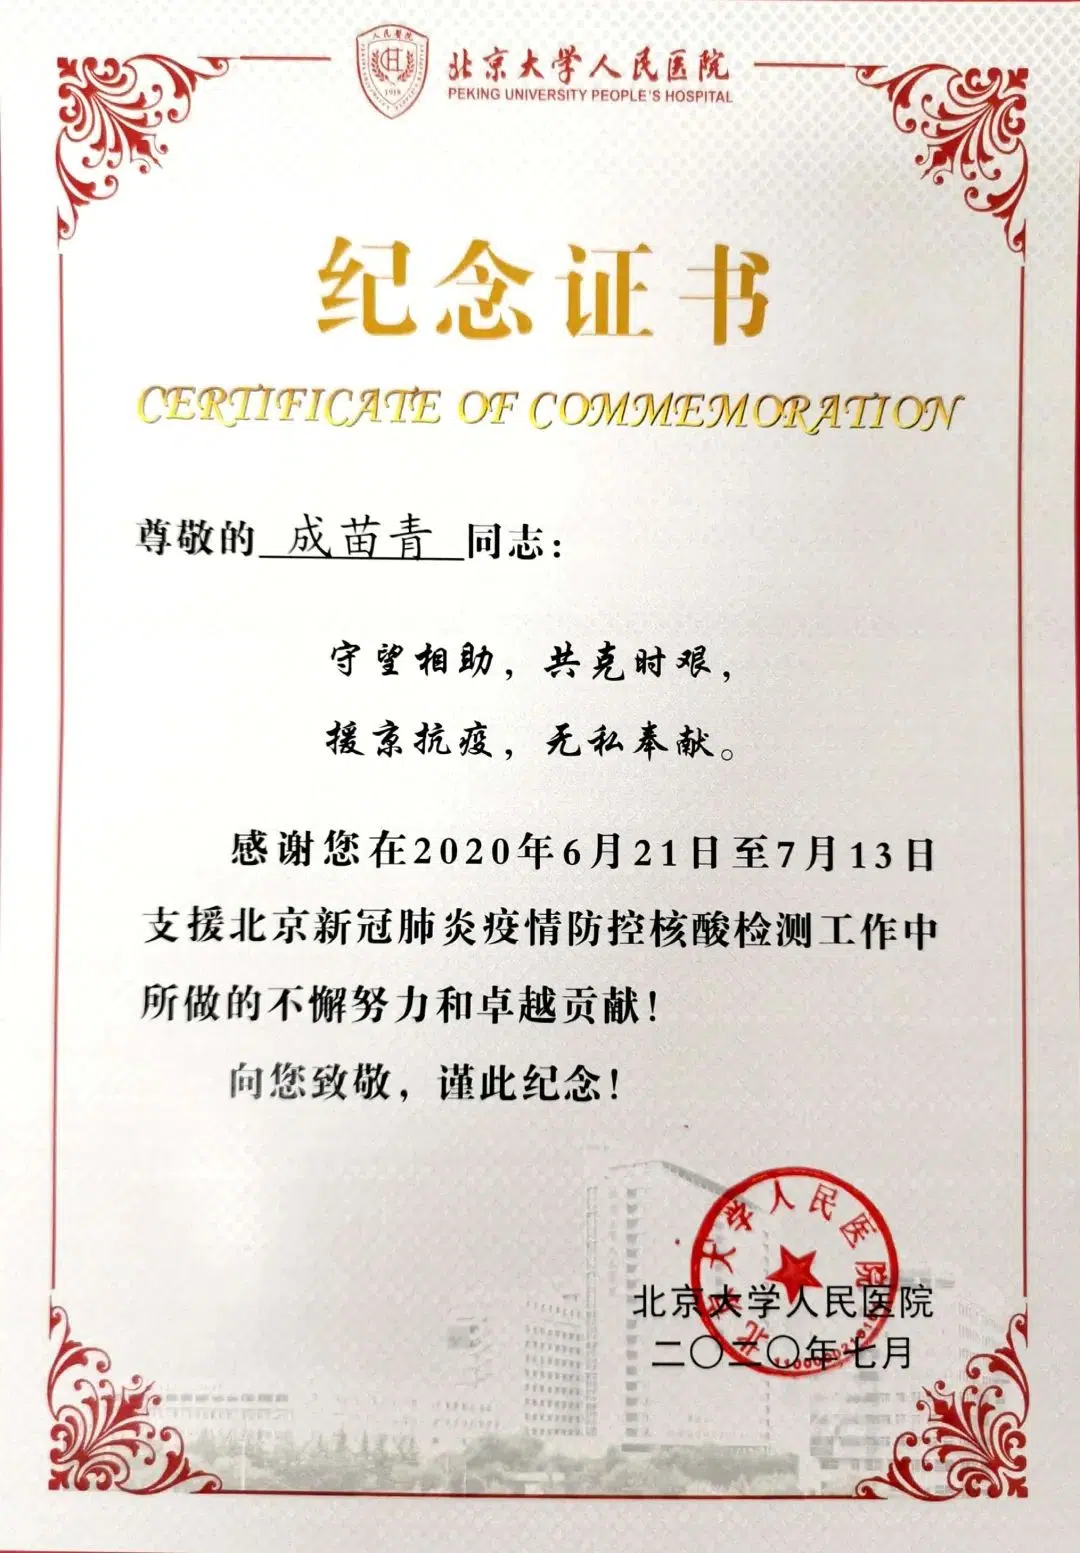 人民醫院
1918
北京大学人民医院
PEKING UNIVERSITY PEOPLE'S HOSPITAL
纪念证书
CERTIFICATE OF COMMEMORATION
尊敬的 成苗青 同志：
守望相助，共克时艰，
援京抗疫，无私奉献。
感谢您在2020年6月21日至7月13日
支援北京新冠肺炎疫情防控核酸检测工作中
所做的不懈努力和卓越贡献！
向您致敬，谨此纪念！
北京大学人民医院
北京大学人民医院
二〇二〇年七月